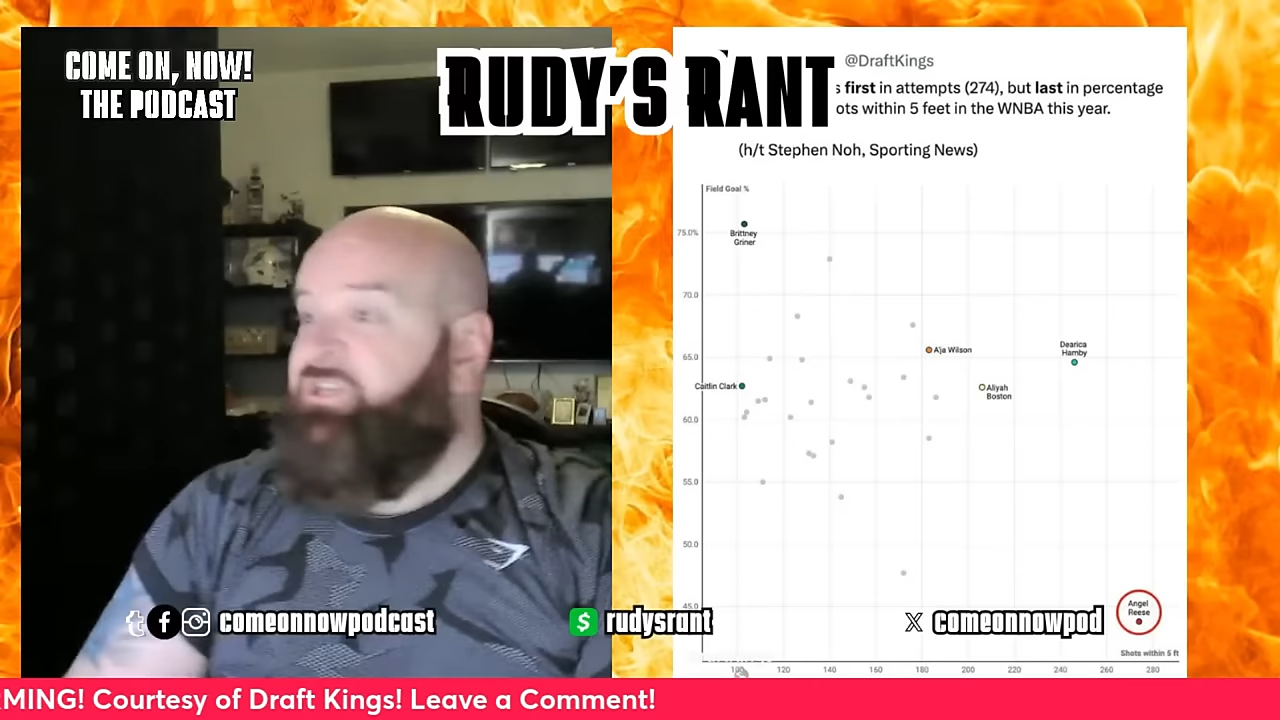 COME ON, NOW!
THE PODCAST
RUDY'S RANT
@DraftKings
s first in attempts (274), but last in percentage
ots within 5 feet in the WNBA this year.
(h/t Stephen Noh, Sporting News)
Field Goal %
75.0%
70.0
65.0
60.0
55.0
50.0
45.0
Brittney
Griner
A'ja Wilson
Dearica
Hamby
Caitlin Clark
Aliyah
Boston
Angel
Reese
Shots within 5 ft
100 120 140 160 180 200 220 240 260 280
comeonnowpodcast
rudysrant
comeonnowpod
RMING! Courtesy of Draft Kings! Leave a Comment!